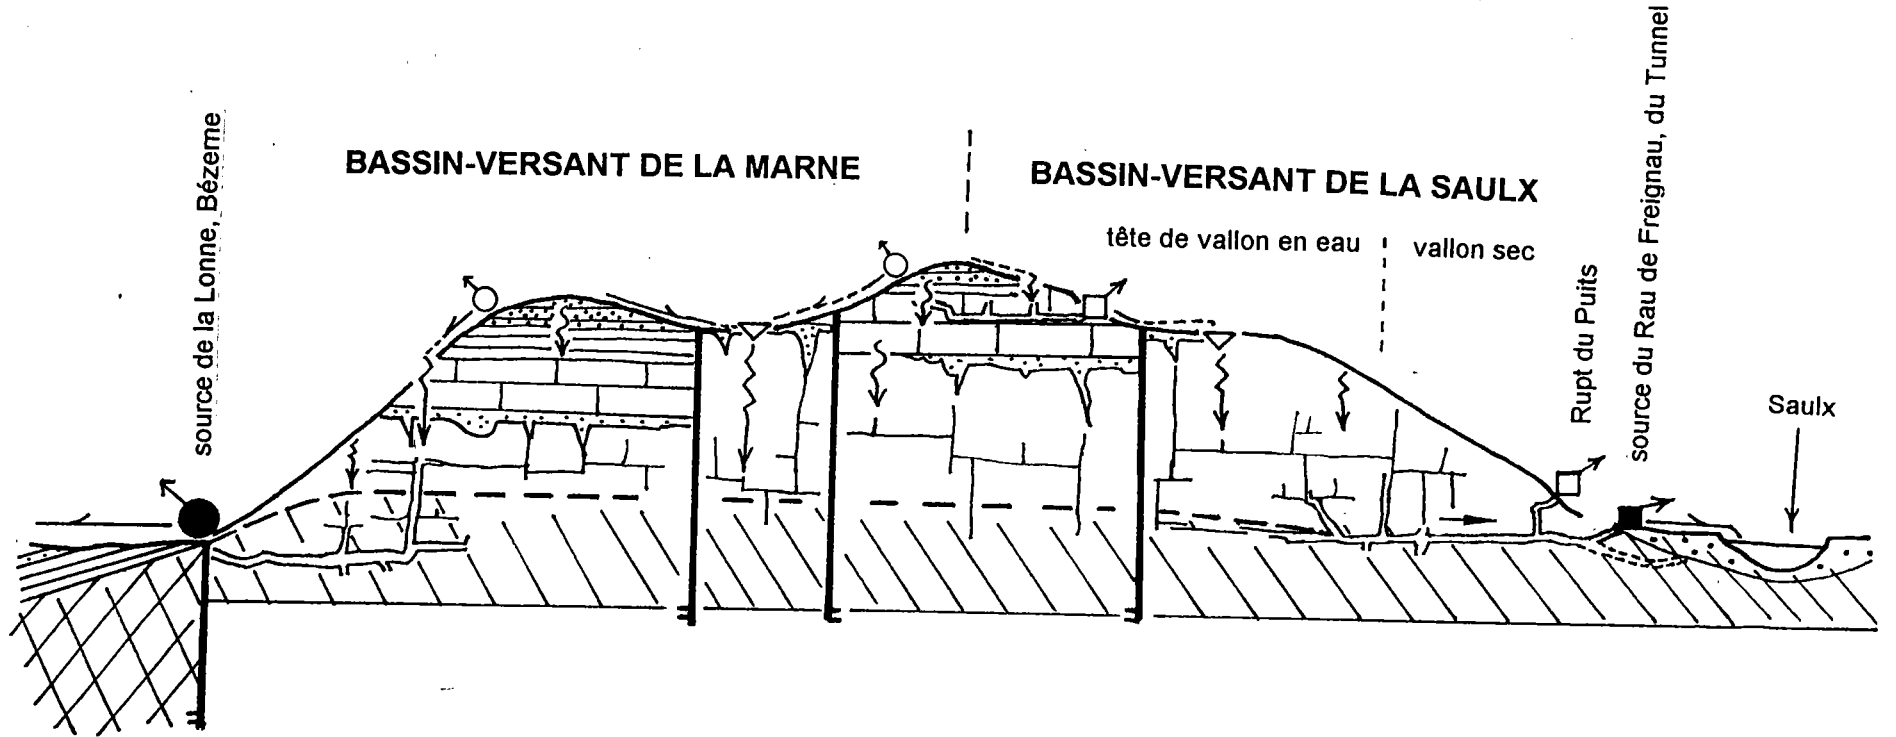 source de la Lonne, Bézerne
BASSIN-VERSANT DE LA MARNE
BASSIN-VERSANT DE LA SAULX
tête de vallon en eau
vallon sec
Rupt du Puits
source du Rau de Freignau, du Tunnel
Saulx